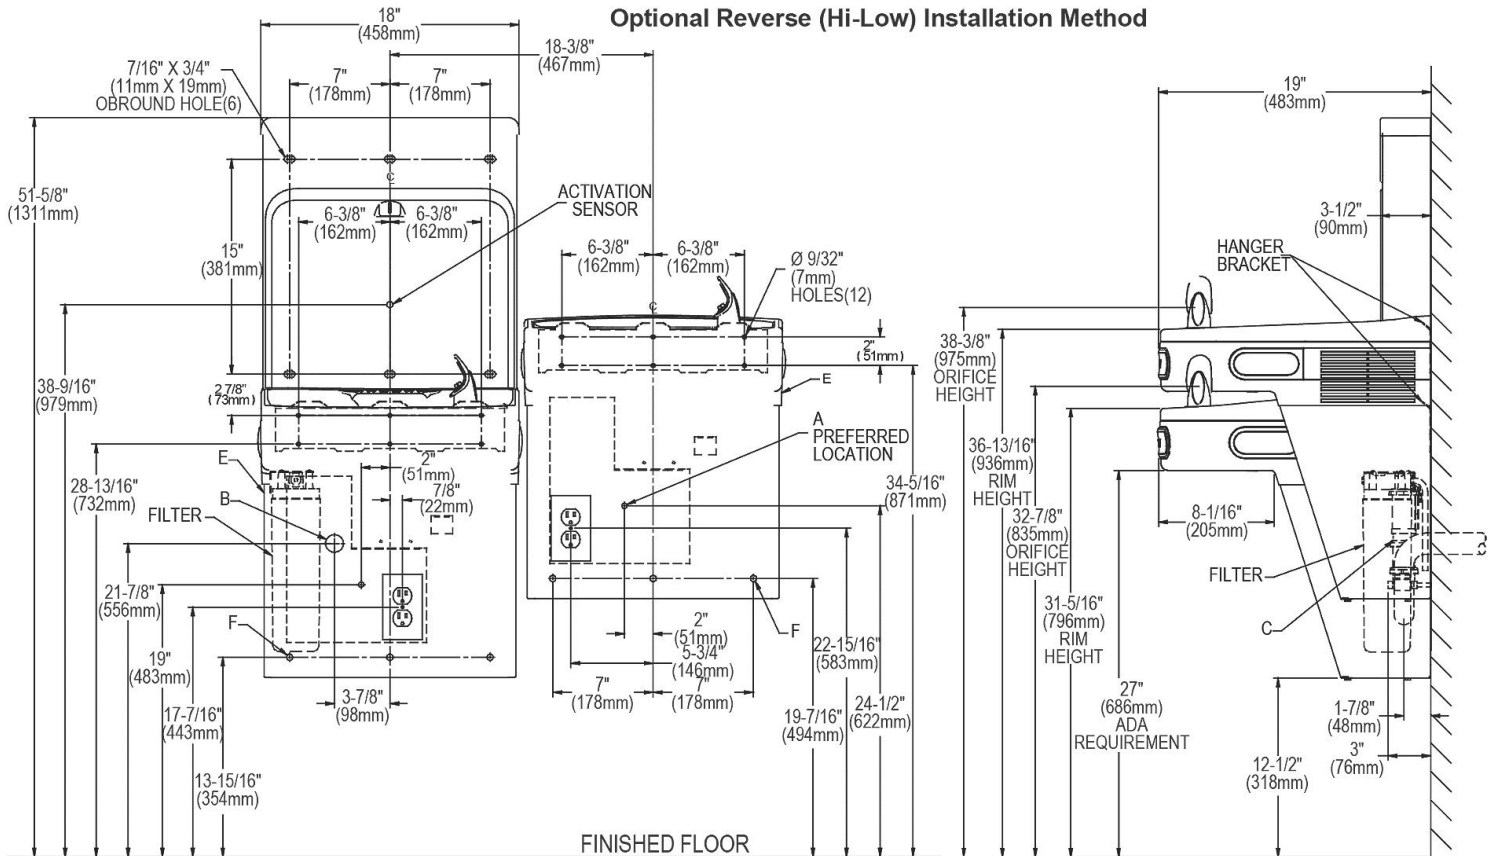 Optional Reverse (Hi-Low) Installation Method
18"
(458mm)
18-3/8"
(467mm)
7/16" X 3/4"
(11mm X 19mm)
OBROUND HOLE(6)
7"
(178mm)
7"
(178mm)
51-5/8"
(1311mm)
15"
(381mm)
℄
ACTIVATION
SENSOR
6-3/8"
(162mm)
6-3/8"
(162mm)
38-9/16"
(979mm)
2 7/8"
(73mm)
28-13/16"
(732mm)
E
B
FILTER
2"
(51mm)
7/8"
(22mm)
21-7/8"
(556mm)
19"
(483mm)
F
17-7/16"
(443mm)
3-7/8"
(98mm)
13-15/16"
(354mm)
6-3/8"
(162mm)
6-3/8"
(162mm)
℄
Ø 9/32"
(7mm)
HOLES(12)
2"
(51mm)
E
A
PREFERRED
LOCATION
34-5/16"
(871mm)
2"
(51mm)
5-3/4"
(146mm)
7"
(178mm)
7"
(178mm)
F
22-15/16"
(583mm)
24-1/2"
(622mm)
19-7/16"
(494mm)
FINISHED FLOOR
19"
(483mm)
3-1/2"
(90mm)
HANGER
BRACKET
38-3/8"
(975mm)
ORIFICE
HEIGHT
36-13/16"
(936mm)
RIM
HEIGHT
32-7/8"
(835mm)
ORIFICE
HEIGHT
31-5/16"
(796mm)
RIM
HEIGHT
8-1/16"
(205mm)
FILTER
C
27"
(686mm)
ADA
REQUIREMENT
1-7/8"
(48mm)
3"
(76mm)
12-1/2"
(318mm)